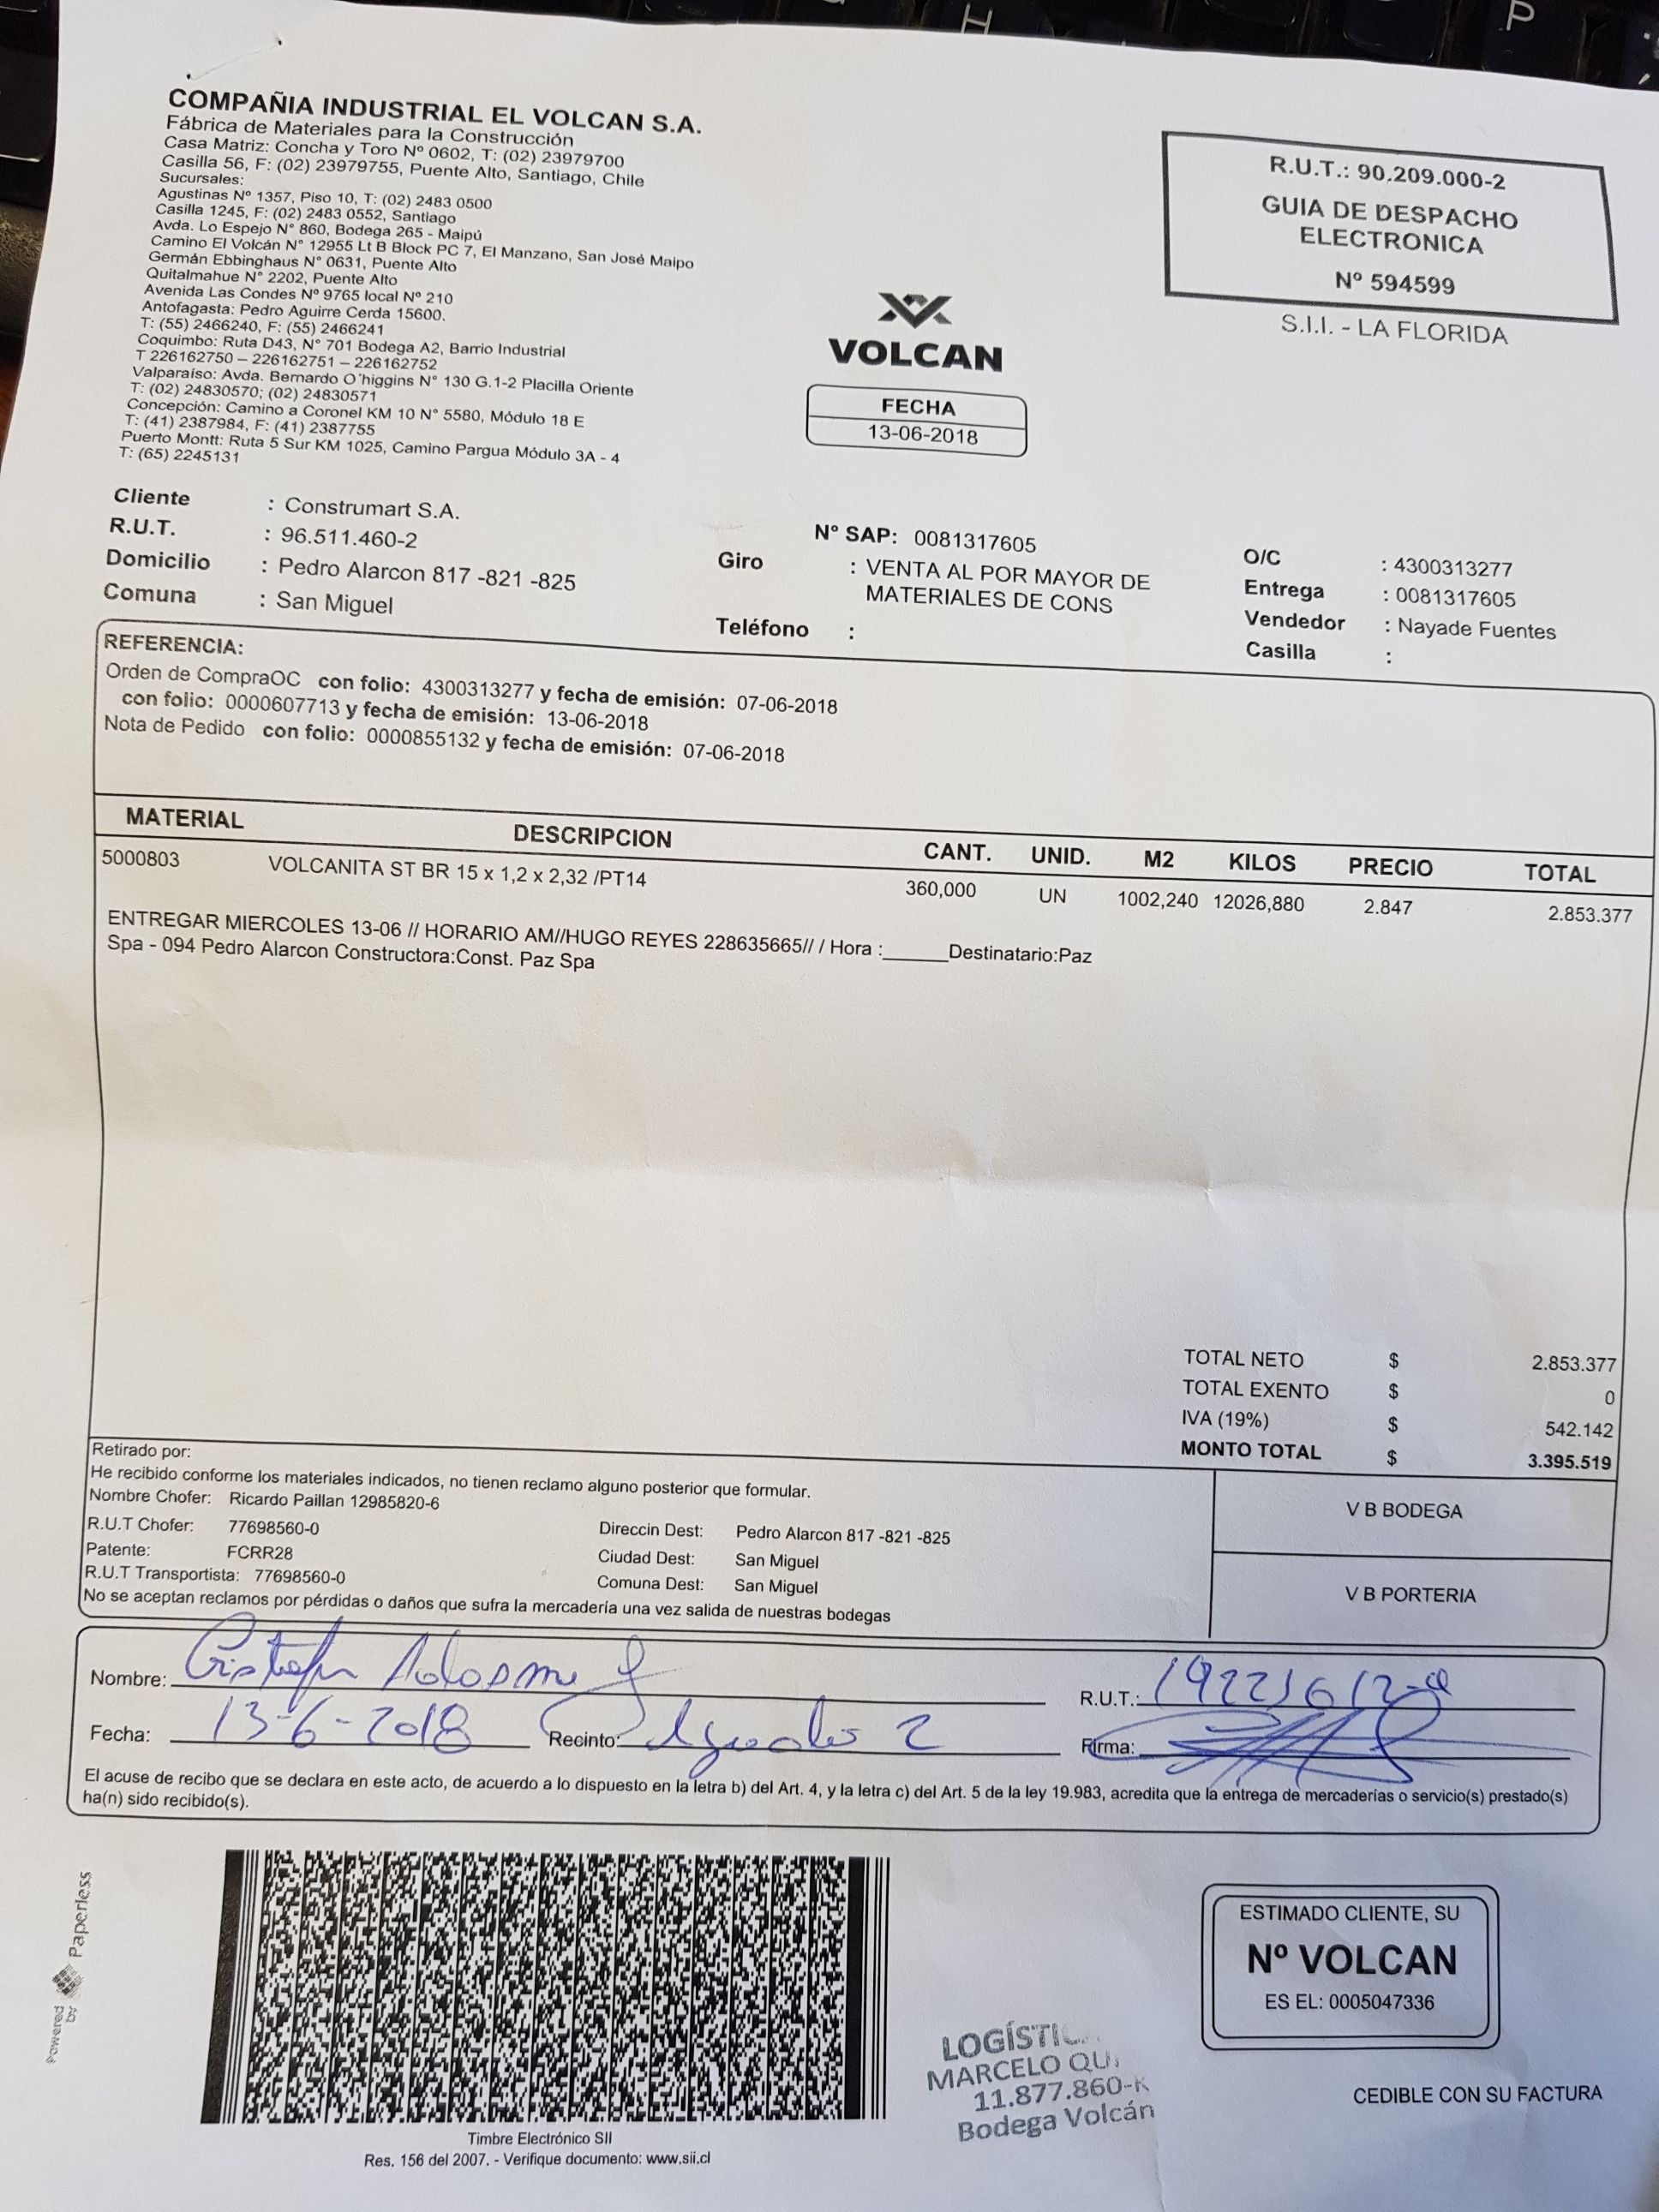 COMPAÑIA INDUSTRIAL EL VOLCAN S.A.
Fábrica de Materiales para la Construcción
Casa Matriz: Concha y Toro Nº 0602, T: (02) 23979700
Casilla 56, F: (02) 23979755, Puente Alto, Santiago, Chile
Sucursales:
Agustinas Nº 1357, Piso 10, T: (02) 2483 0500
Casilla 1245, F: (02) 2483 0552, Santiago
Avda. Lo Espejo N° 860, Bodega 265 - Maipú
Camino El Volcán N° 12955 Lt B Block PC 7, El Manzano, San José Maipo
Germán Ebbinghaus N° 0631, Puente Alto
Quitalmahue N° 2202, Puente Alto
Avenida Las Condes Nº 9765 local Nº 210
Antofagasta: Pedro Aguirre Cerda 15600.
T: (55) 2466240, F: (55) 2466241
Coquimbo: Ruta D43, N° 701 Bodega A2, Barrio Industrial
T 226162750 – 226162751 – 226162752
Valparaíso: Avda. Bernardo O´higgins N° 130 G.1-2 Placilla Oriente
T: (02) 24830570; (02) 24830571
Concepción: Camino a Coronel KM 10 N° 5580, Módulo 18 E
T: (41) 2387984, F: (41) 2387755
Puerto Montt: Ruta 5 Sur KM 1025, Camino Pargua Módulo 3A - 4
T: (65) 2245131
VOLCAN
FECHA
13-06-2018
R.U.T.: 90.209.000-2
GUIA DE DESPACHO
ELECTRONICA
Nº 594599
S.I.I. - LA FLORIDA
Cliente : Construmart S.A.
R.U.T. : 96.511.460-2
Domicilio : Pedro Alarcon 817 -821 -825
Comuna : San Miguel
N° SAP: 0081317605
Giro : VENTA AL POR MAYOR DE
MATERIALES DE CONS
Teléfono :
O/C : 4300313277
Entrega : 0081317605
Vendedor : Nayade Fuentes
Casilla :
REFERENCIA:
Orden de CompraOC con folio: 4300313277 y fecha de emisión: 07-06-2018
con folio: 0000607713 y fecha de emisión: 13-06-2018
Nota de Pedido con folio: 0000855132 y fecha de emisión: 07-06-2018
MATERIAL DESCRIPCION CANT. UNID. M2 KILOS PRECIO TOTAL
5000803 VOLCANITA ST BR 15 x 1,2 x 2,32 /PT14 360,000 UN 1002,240 12026,880 2.847 2.853.377
ENTREGAR MIERCOLES 13-06 // HORARIO AM//HUGO REYES 228635665// / Hora :______Destinatario:Paz
Spa - 094 Pedro Alarcon Constructora:Const. Paz Spa
TOTAL NETO $ 2.853.377
TOTAL EXENTO $ 0
IVA (19%) $ 542.142
MONTO TOTAL $ 3.395.519
Retirado por:
He recibido conforme los materiales indicados, no tienen reclamo alguno posterior que formular.
Nombre Chofer: Ricardo Paillan 12985820-6
R.U.T Chofer: 77698560-0 Direccin Dest: Pedro Alarcon 817 -821 -825
Patente: FCRR28 Ciudad Dest: San Miguel
R.U.T Transportista: 77698560-0 Comuna Dest: San Miguel
No se aceptan reclamos por pérdidas o daños que sufra la mercadería una vez salida de nuestras bodegas
V B BODEGA
V B PORTERIA
Nombre: R.U.T.:
Fecha: 13-6-2018 Recinto: 2 Firma:
El acuse de recibo que se declara en este acto, de acuerdo a lo dispuesto en la letra b) del Art. 4, y la letra c) del Art. 5 de la ley 19.983, acredita que la entrega de mercaderías o servicio(s) prestado(s)
ha(n) sido recibido(s).
Powered by Paperless
Timbre Electrónico SII
Res. 156 del 2007. - Verifique documento: www.sii.cl
MARCELO
11.877.860-K
Bodega Volcán
ESTIMADO CLIENTE, SU
Nº VOLCAN
ES EL: 0005047336
CEDIBLE CON SU FACTURA
H
P